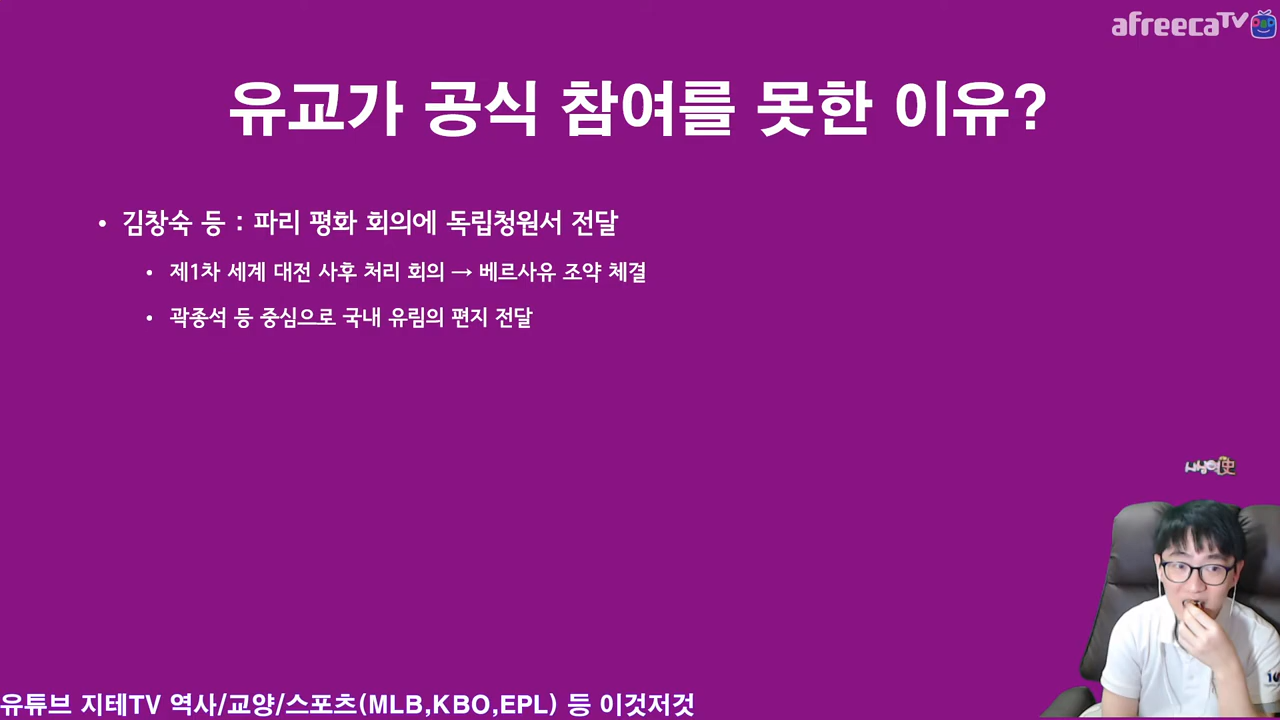 afreecaTV
유교가 공식 참여를 못한 이유?
• 김창숙 등 : 파리 평화 회의에 독립청원서 전달
• 제1차 세계 대전 사후 처리 회의 → 베르사유 조약 체결
• 곽종석 등 중심으로 국내 유림의 편지 전달
유튜브 지테TV 역사/교양/스포츠(MLB,KBO,EPL) 등 이것저것